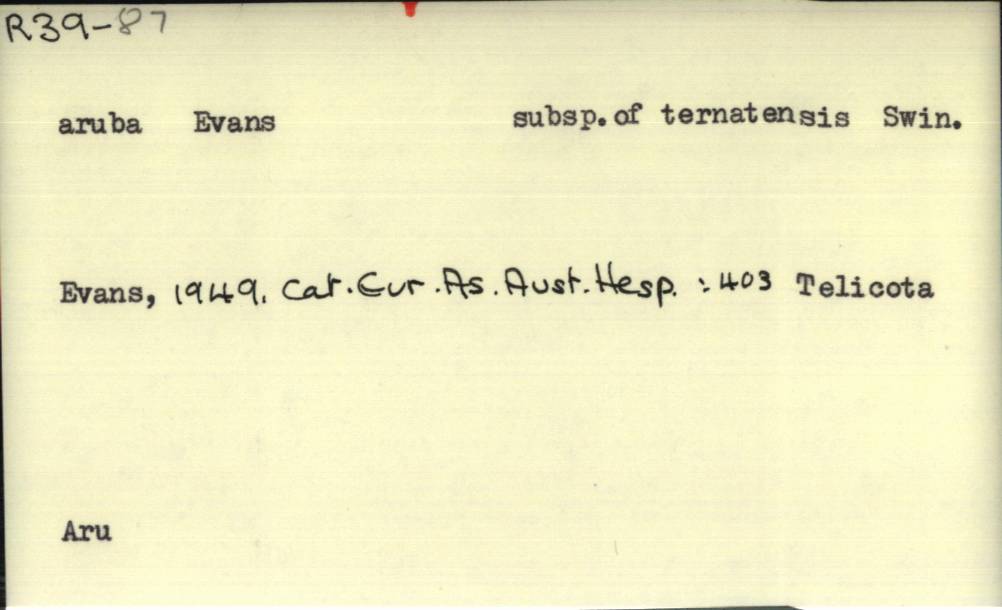 R39-87
aruba Evans subsp.of ternatensis Swin.
Evans, 1949. Cat.Eur.As.Aust.Hesp. :403 Telicota
Aru